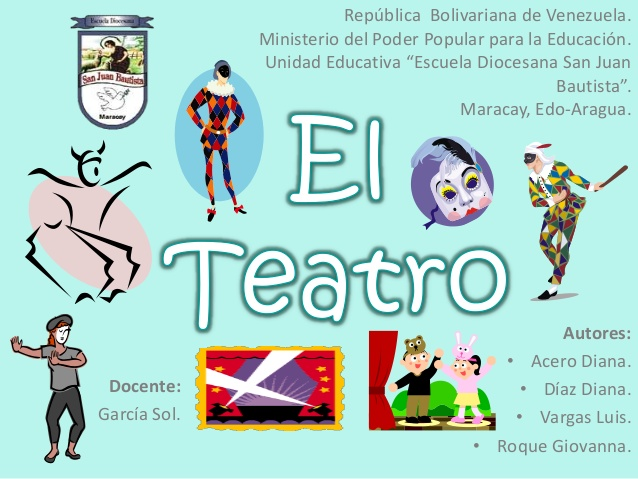 República Bolivariana de Venezuela.
Ministerio del Poder Popular para la Educación.
Unidad Educativa “Escuela Diocesana San Juan
Bautista”.
Maracay, Edo-Aragua.
Escuela Diocesana
San Juan
Bautista
Maracay
El
Teatro
Docente:
García Sol.
Autores:
• Acero Diana.
• Díaz Diana.
• Vargas Luis.
• Roque Giovanna.